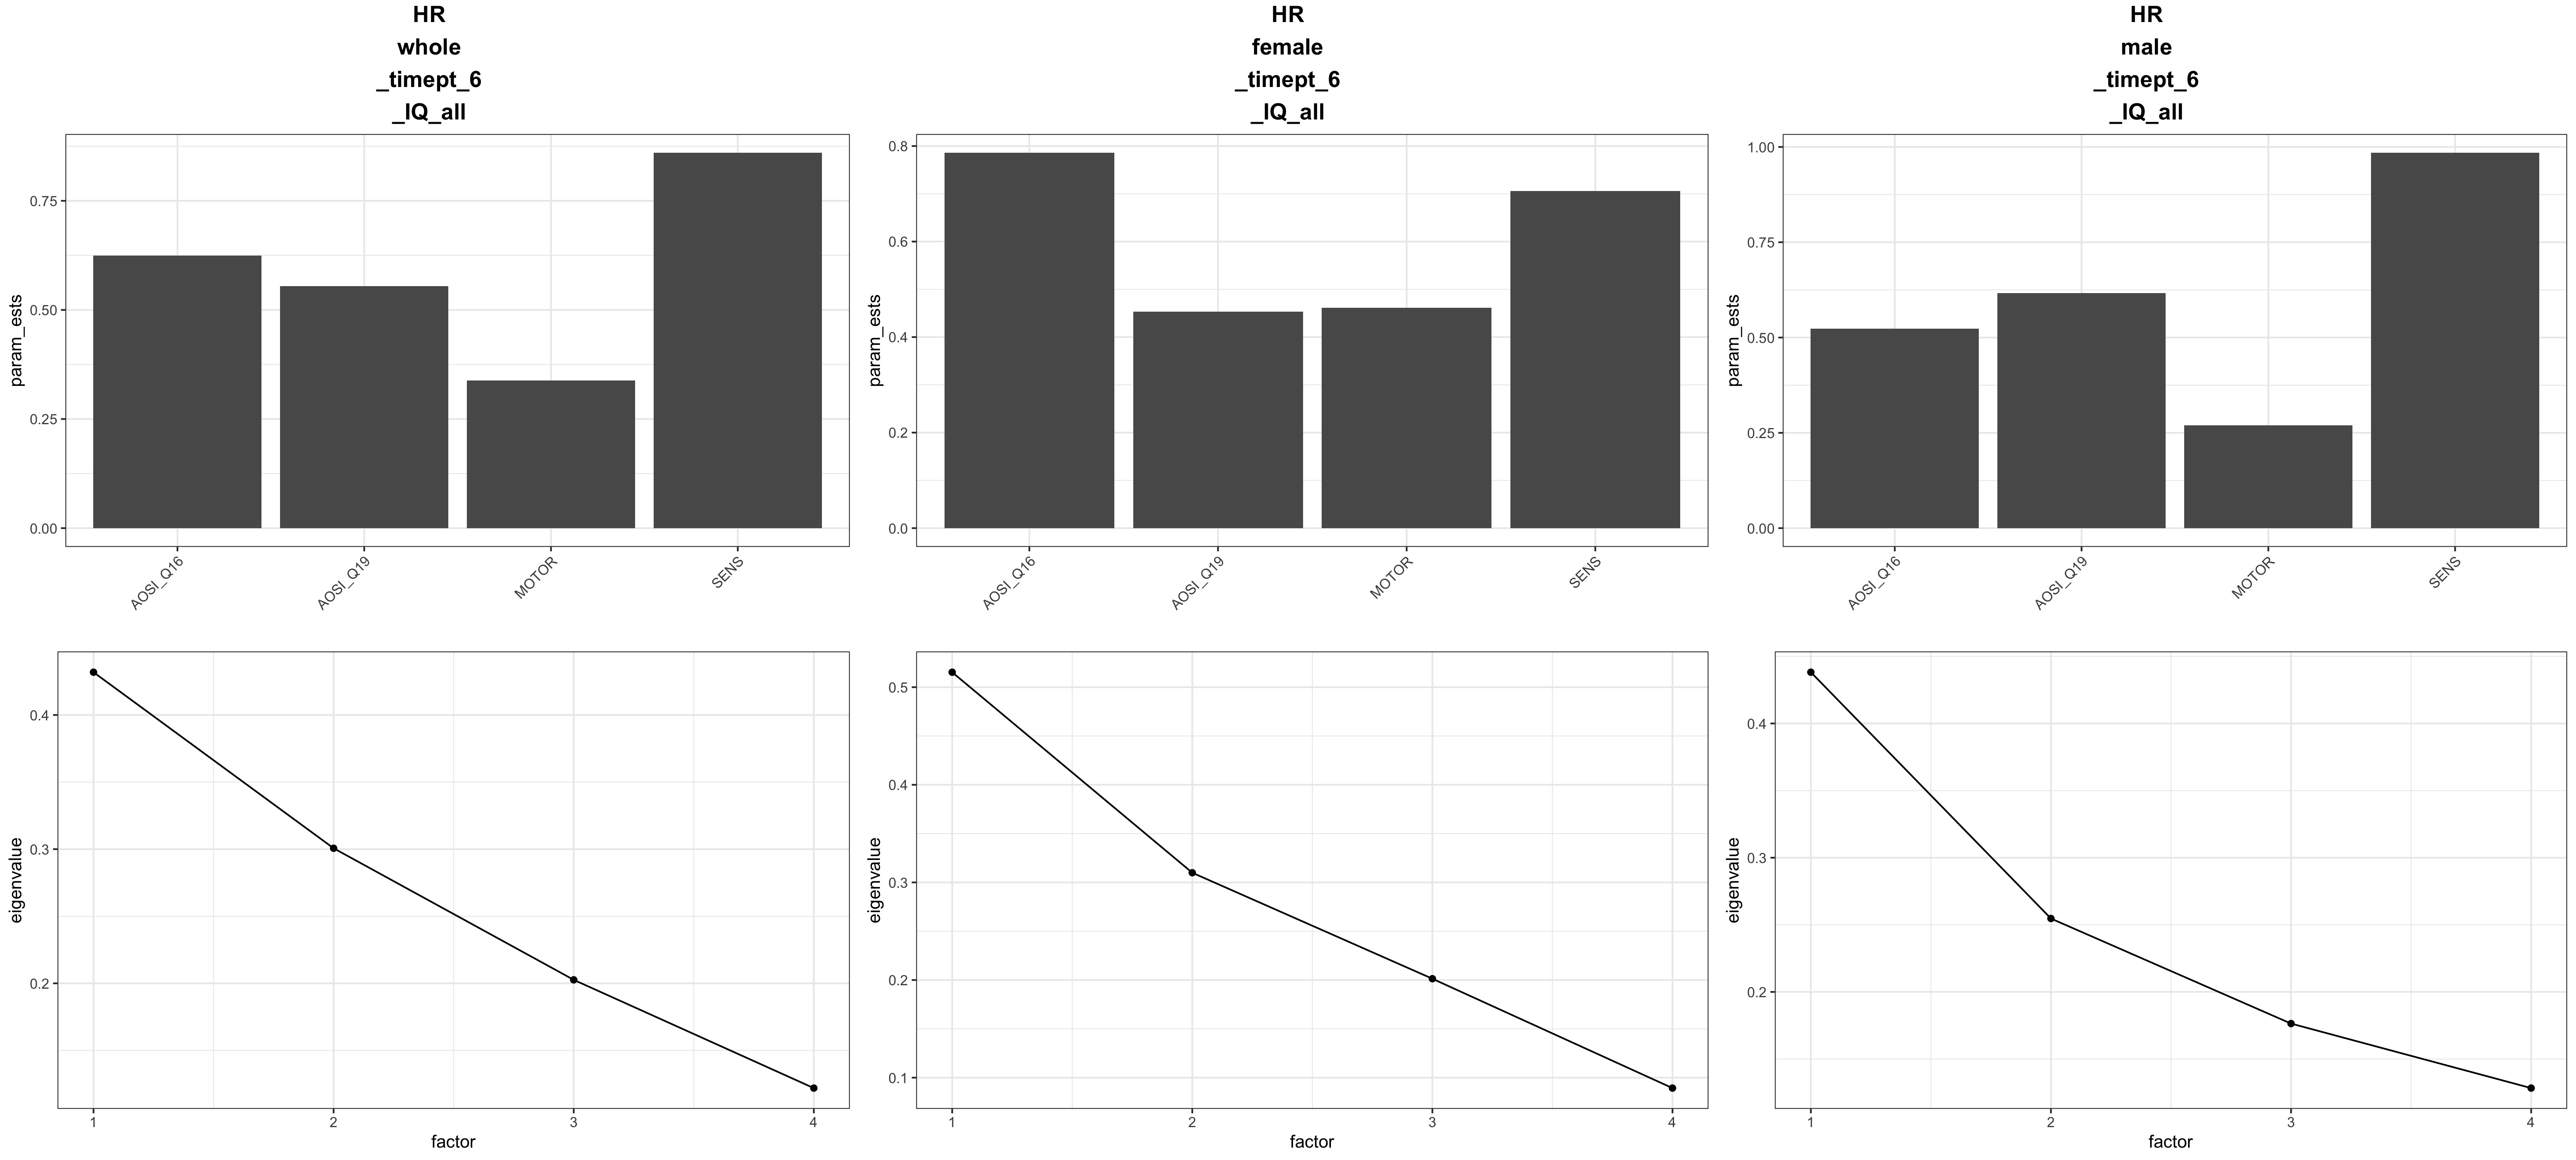 HR
whole
_timept_6
_IQ_all
param_ests
0.75
0.50
0.25
0.00
AOSI_Q16
AOSI_Q19
MOTOR
SENS
HR
female
_timept_6
_IQ_all
param_ests
0.8
0.6
0.4
0.2
0.0
AOSI_Q16
AOSI_Q19
MOTOR
SENS
HR
male
_timept_6
_IQ_all
param_ests
1.00
0.75
0.50
0.25
0.00
AOSI_Q16
AOSI_Q19
MOTOR
SENS
eigenvalue
0.4
0.3
0.2
1 2 3 4
factor
eigenvalue
0.5
0.4
0.3
0.2
0.1
1 2 3 4
factor
eigenvalue
0.4
0.3
0.2
1 2 3 4
factor